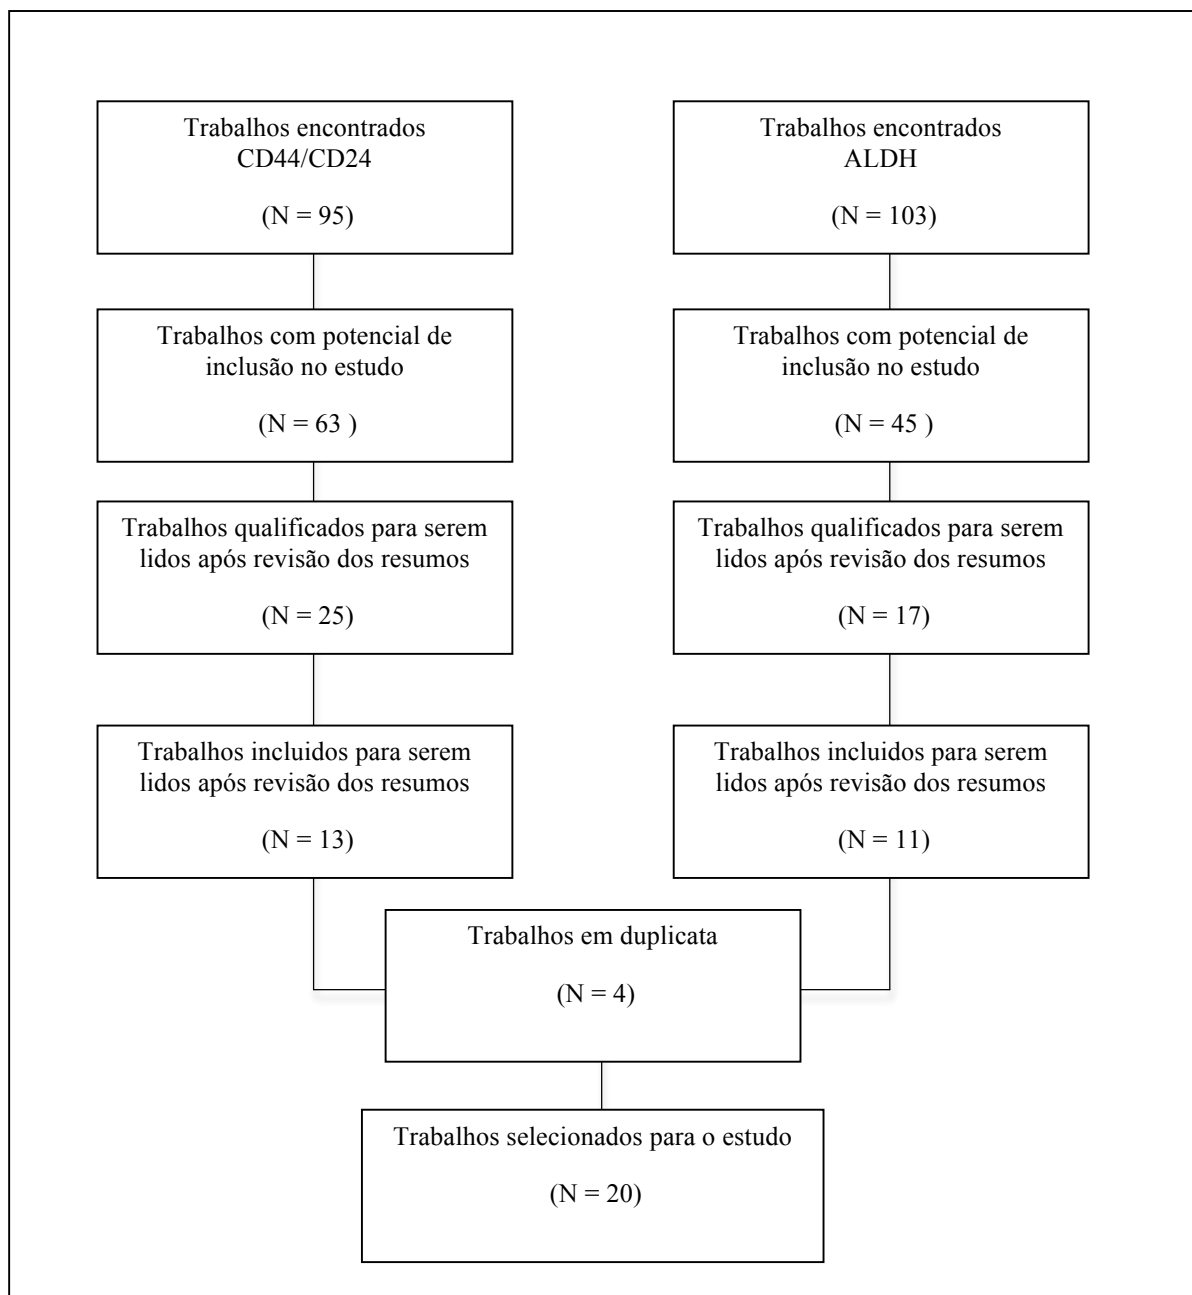 Trabalhos encontrados
CD44/CD24
(N = 95)
Trabalhos encontrados
ALDH
(N = 103)
Trabalhos com potencial de
inclusão no estudo
(N = 63 )
Trabalhos com potencial de
inclusão no estudo
(N = 45 )
Trabalhos qualificados para serem
lidos após revisão dos resumos
(N = 25)
Trabalhos qualificados para serem
lidos após revisão dos resumos
(N = 17)
Trabalhos incluidos para serem
lidos após revisão dos resumos
(N = 13)
Trabalhos incluidos para serem
lidos após revisão dos resumos
(N = 11)
Trabalhos em duplicata
(N = 4)
Trabalhos selecionados para o estudo
(N = 20)